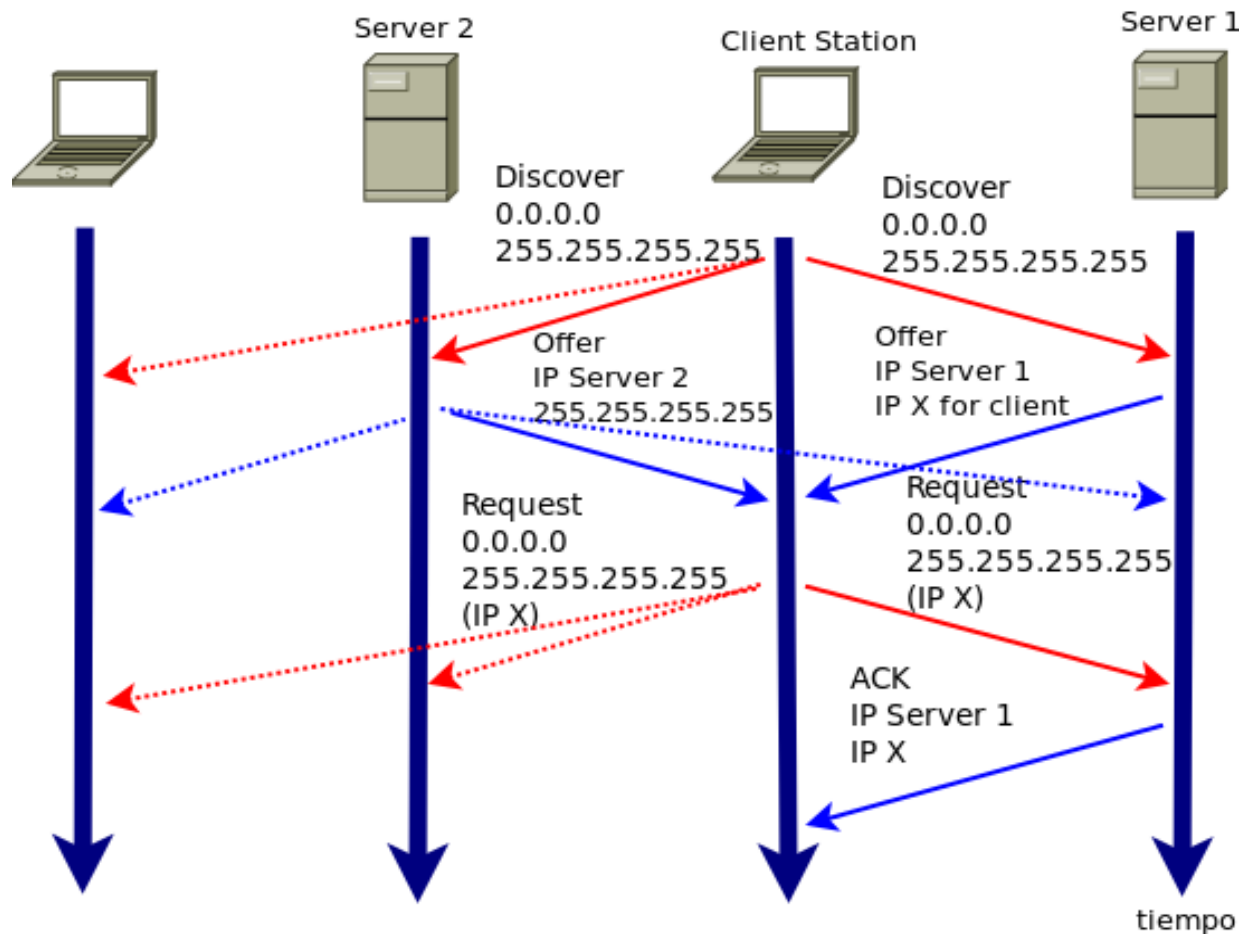 Server 2
Client Station
Server 1
Discover
0.0.0.0
255.255.255.255
Discover
0.0.0.0
255.255.255.255
Offer
IP Server 2
255.255.255.255
Offer
IP Server 1
IP X for client
Request
0.0.0.0
255.255.255.255
(IP X)
Request
0.0.0.0
255.255.255.255
(IP X)
ACK
IP Server 1
IP X
tiempo